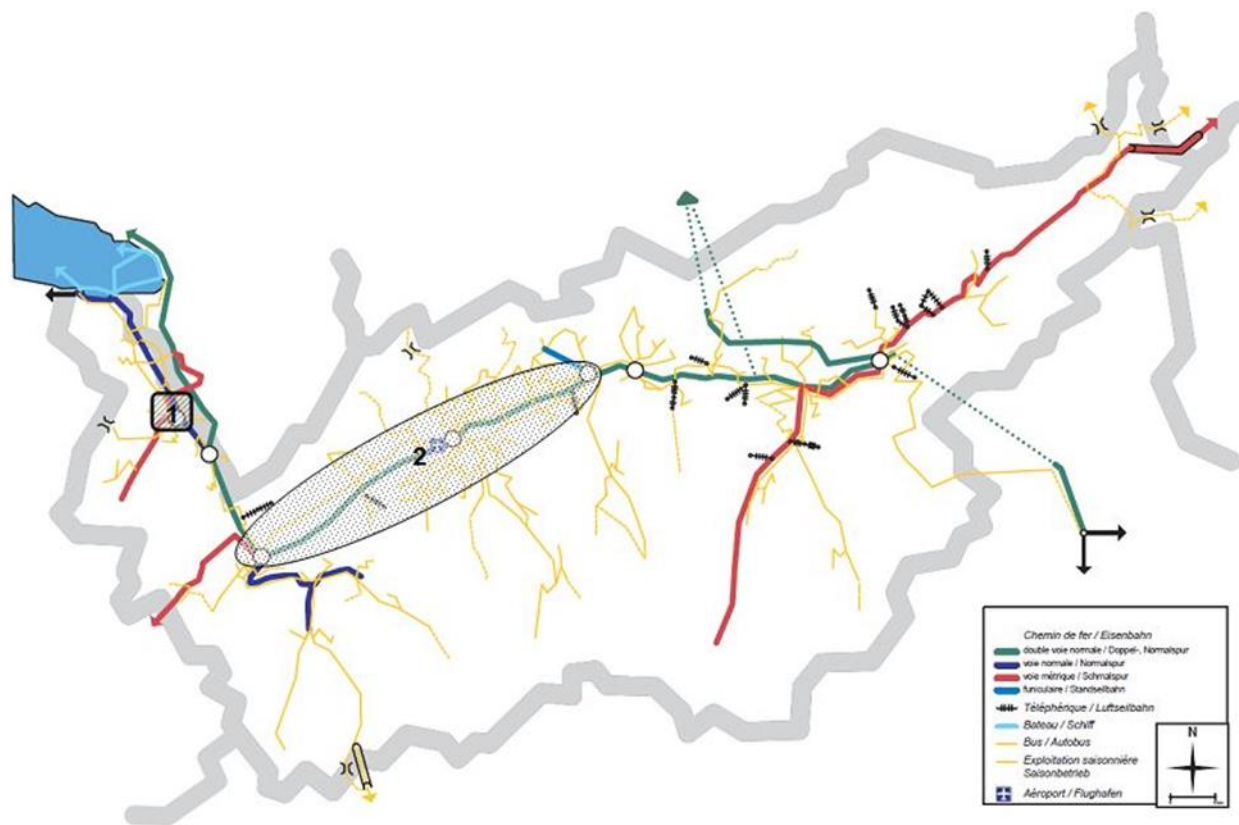 1
2
Chemin de fer / Eisenbahn
double voie normale / Doppel-, Normalspur
voie normale / Normalspur
voie métrique / Schmalspur
funiculaire / Standseilbahn
Téléphérique / Luftseilbahn
Bateau / Schiff
Bus / Autobus
Exploitation saisonnière
Saisonbetrieb
Aéroport / Flughafen
N